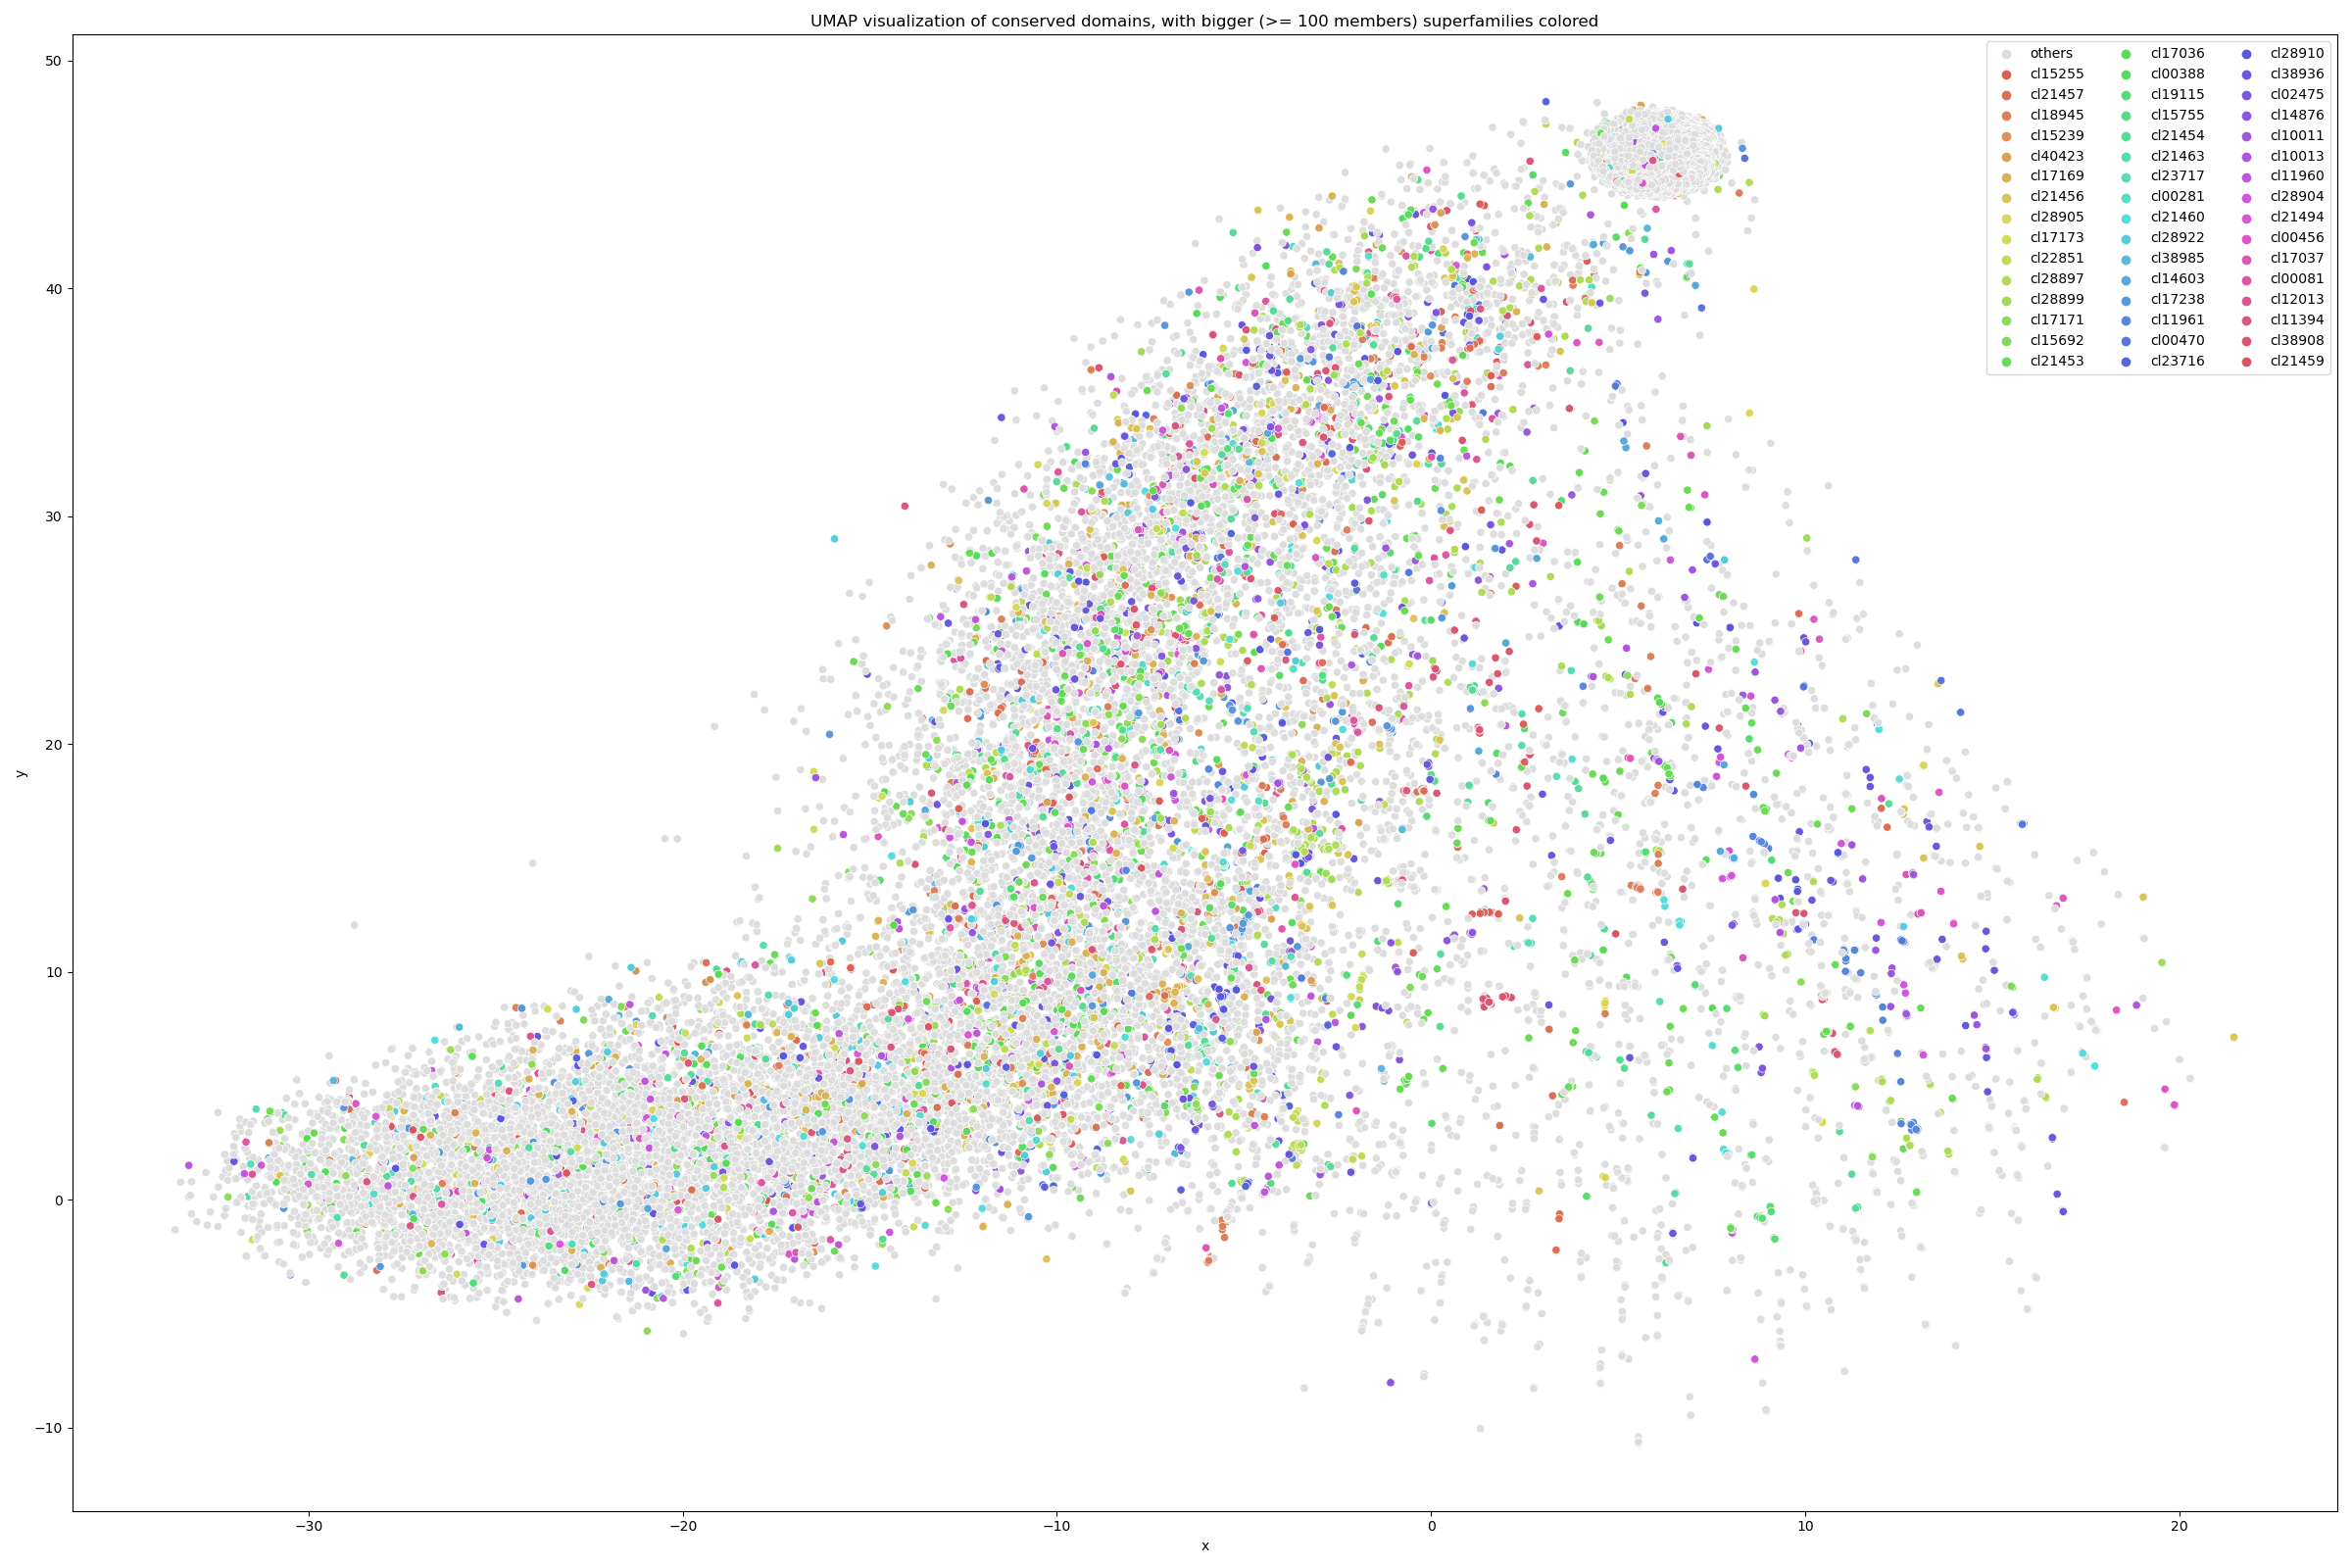 UMAP visualization of conserved domains, with bigger (>= 100 members) superfamilies colored
50
40
30
20
10
0
−10
y
−30
−20
−10
0
10
20
x
others
cl15255
cl21457
cl18945
cl15239
cl40423
cl17169
cl21456
cl28905
cl17173
cl22851
cl28897
cl28899
cl17171
cl15692
cl21453
cl17036
cl00388
cl19115
cl15755
cl21454
cl21463
cl23717
cl00281
cl21460
cl28922
cl38985
cl14603
cl17238
cl11961
cl00470
cl23716
cl28910
cl38936
cl02475
cl14876
cl10011
cl10013
cl11960
cl28904
cl21494
cl00456
cl17037
cl00081
cl12013
cl11394
cl38908
cl21459